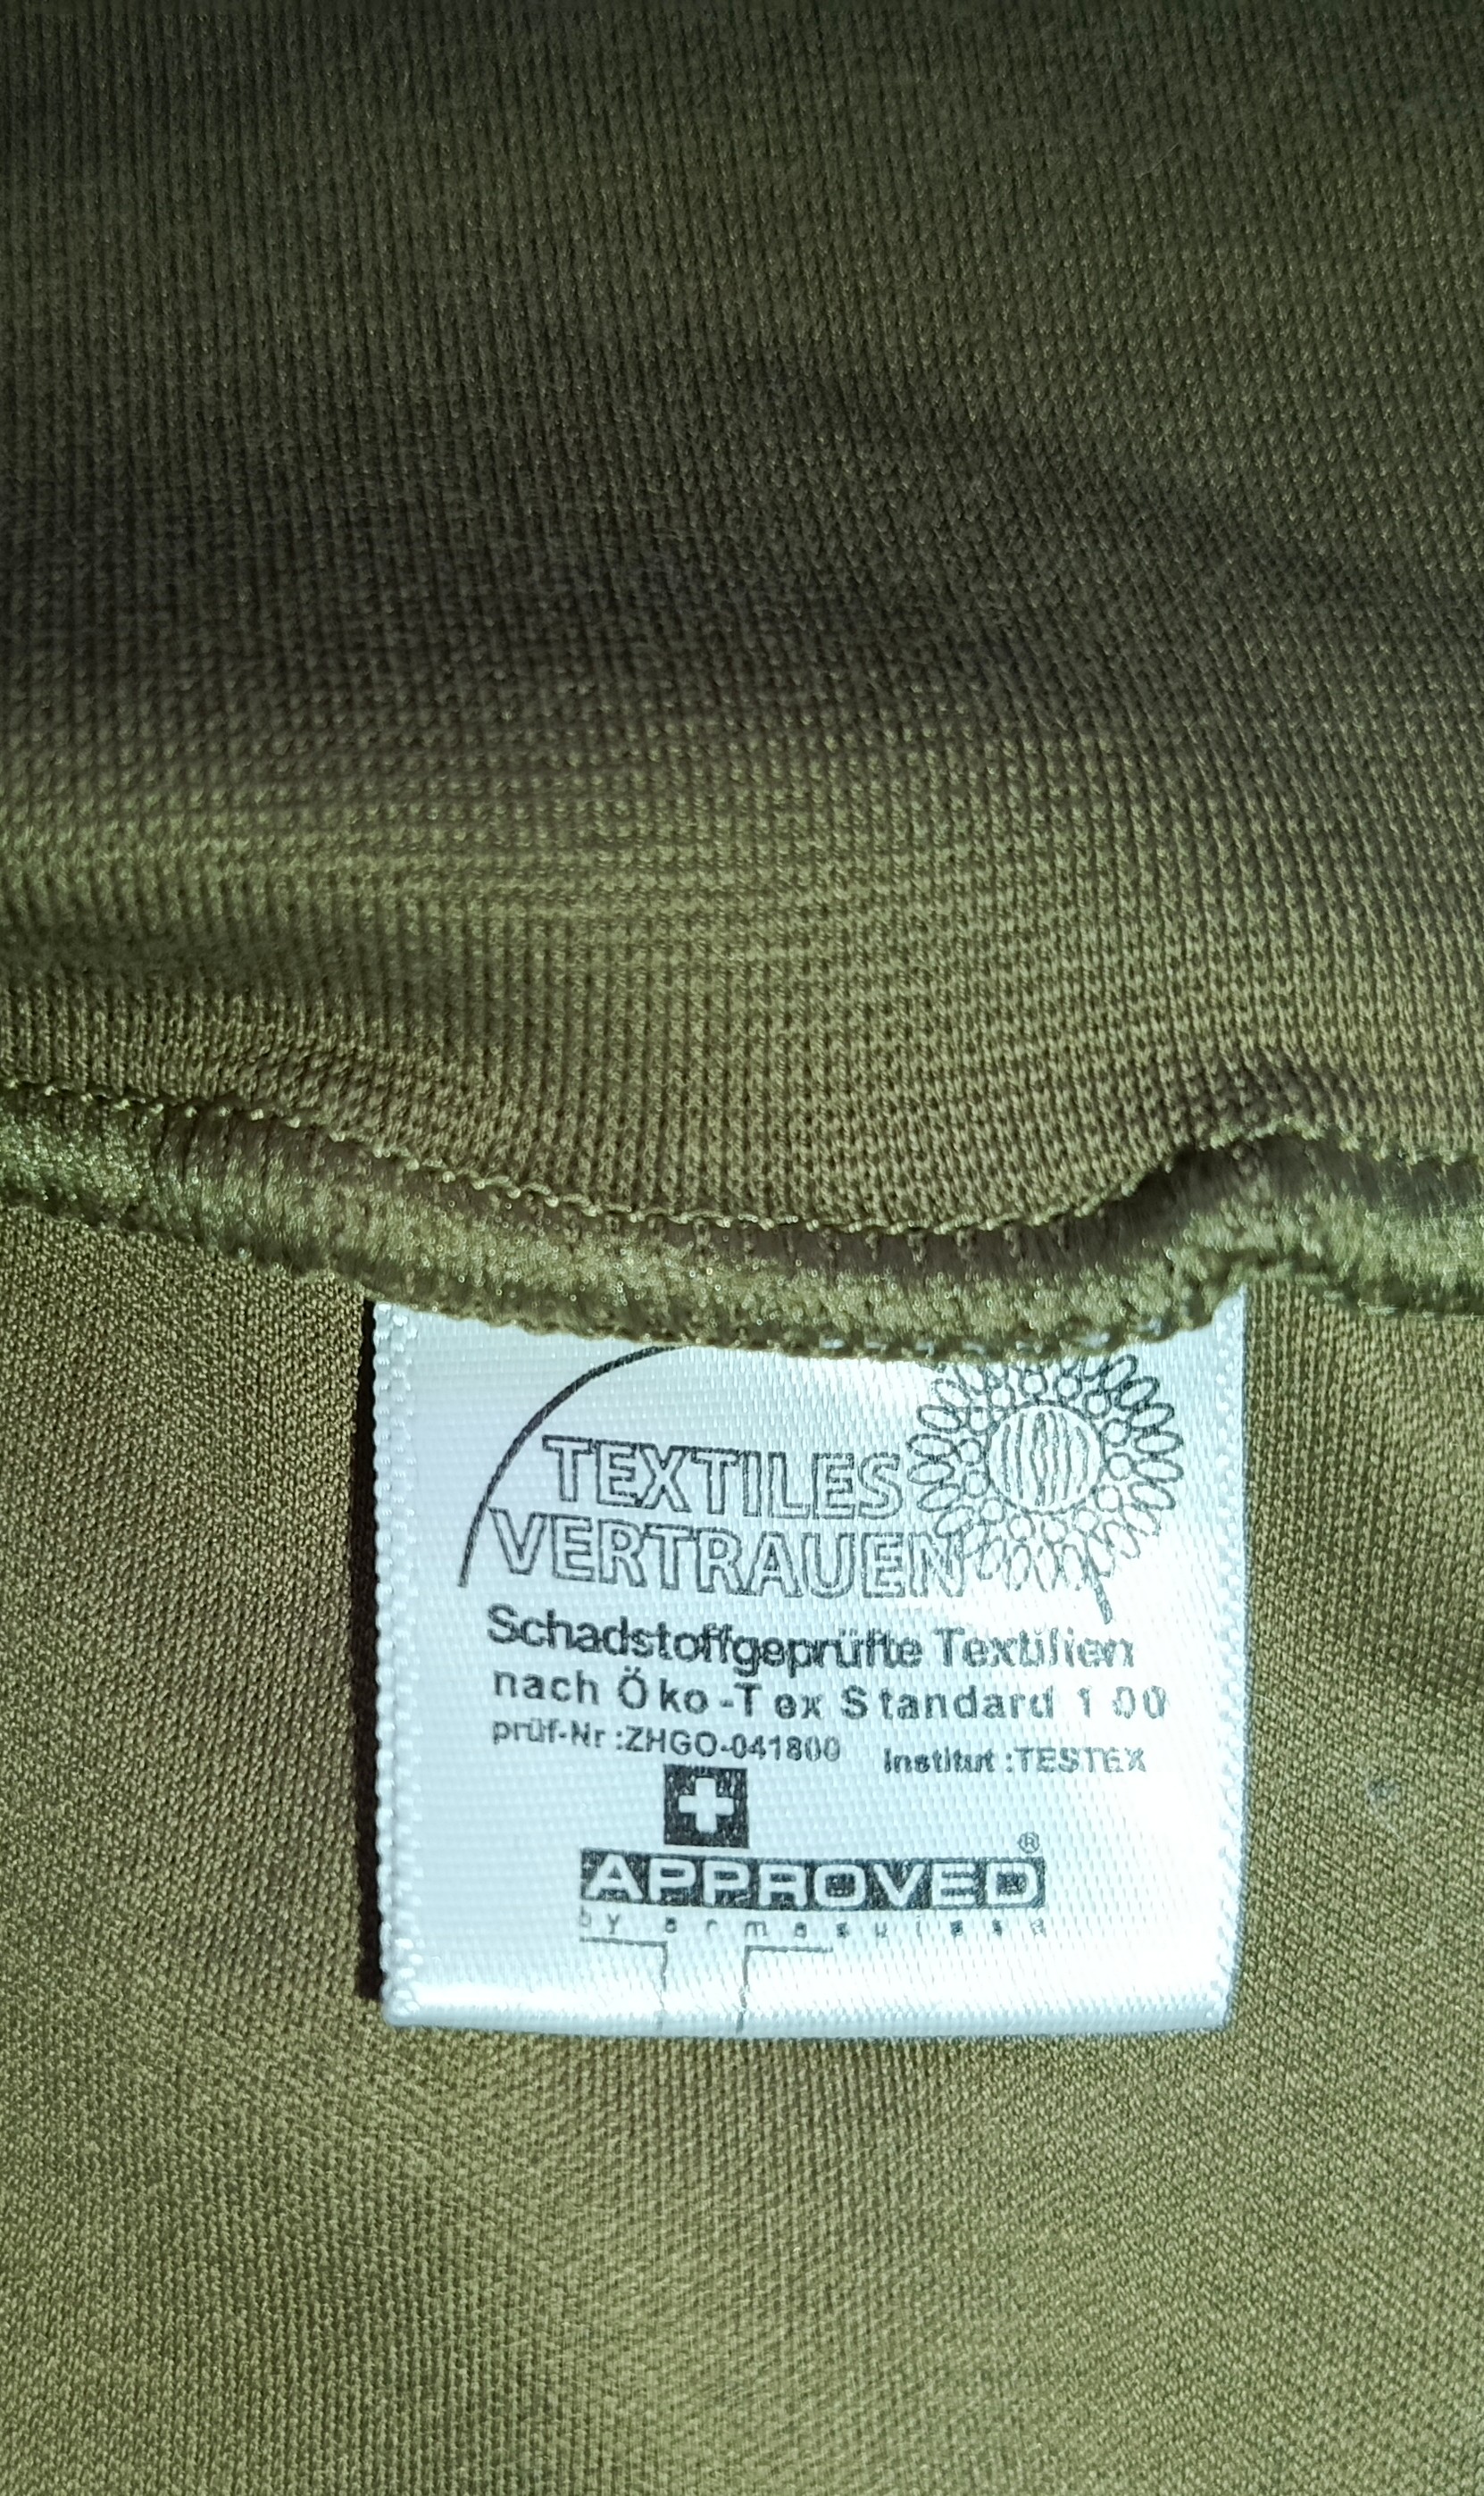 TEXTILES
VERTRAUEN
Schadstoffgeprüfte Textilien
nach Öko-Tex Standard 100
prüf-Nr :ZHGO-041800 Institut :TESTEX
APPROVED®
by armasuisse